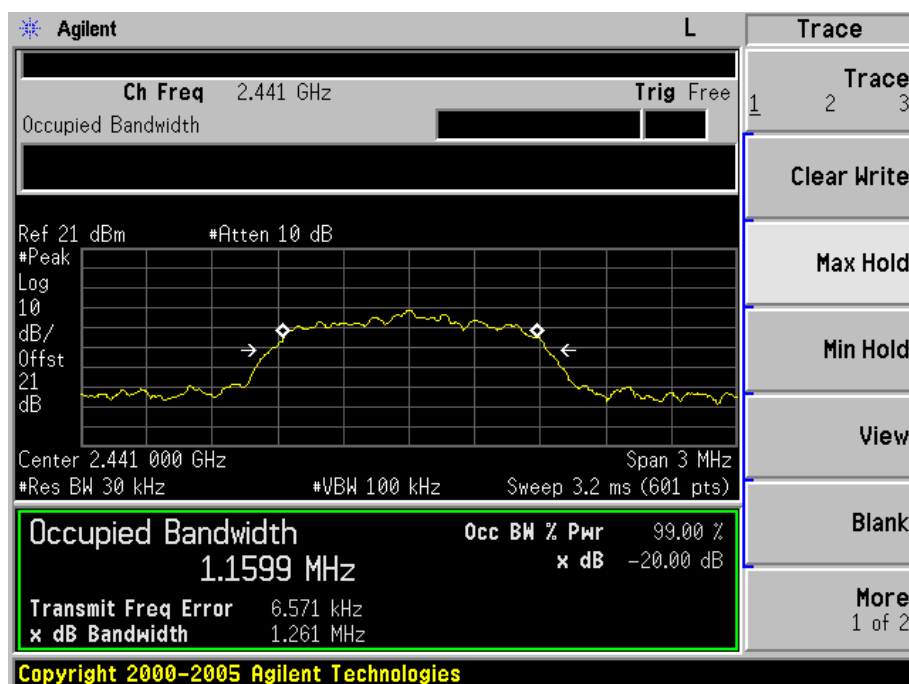 Agilent L Trace
Ch Freq 2.441 GHz Trig Free
Occupied Bandwidth
Trace
1 2 3
Clear Write
Max Hold
Min Hold
View
Blank
More
1 of 2
Ref 21 dBm #Atten 10 dB
#Peak
Log
10
dB/
Offst
21
dB
Center 2.441 000 GHz Span 3 MHz
#Res BW 30 kHz #VBW 100 kHz Sweep 3.2 ms (601 pts)
Occupied Bandwidth Occ BW % Pwr 99.00 %
1.1599 MHz x dB -20.00 dB
Transmit Freq Error 6.571 kHz
x dB Bandwidth 1.261 MHz
Copyright 2000-2005 Agilent Technologies